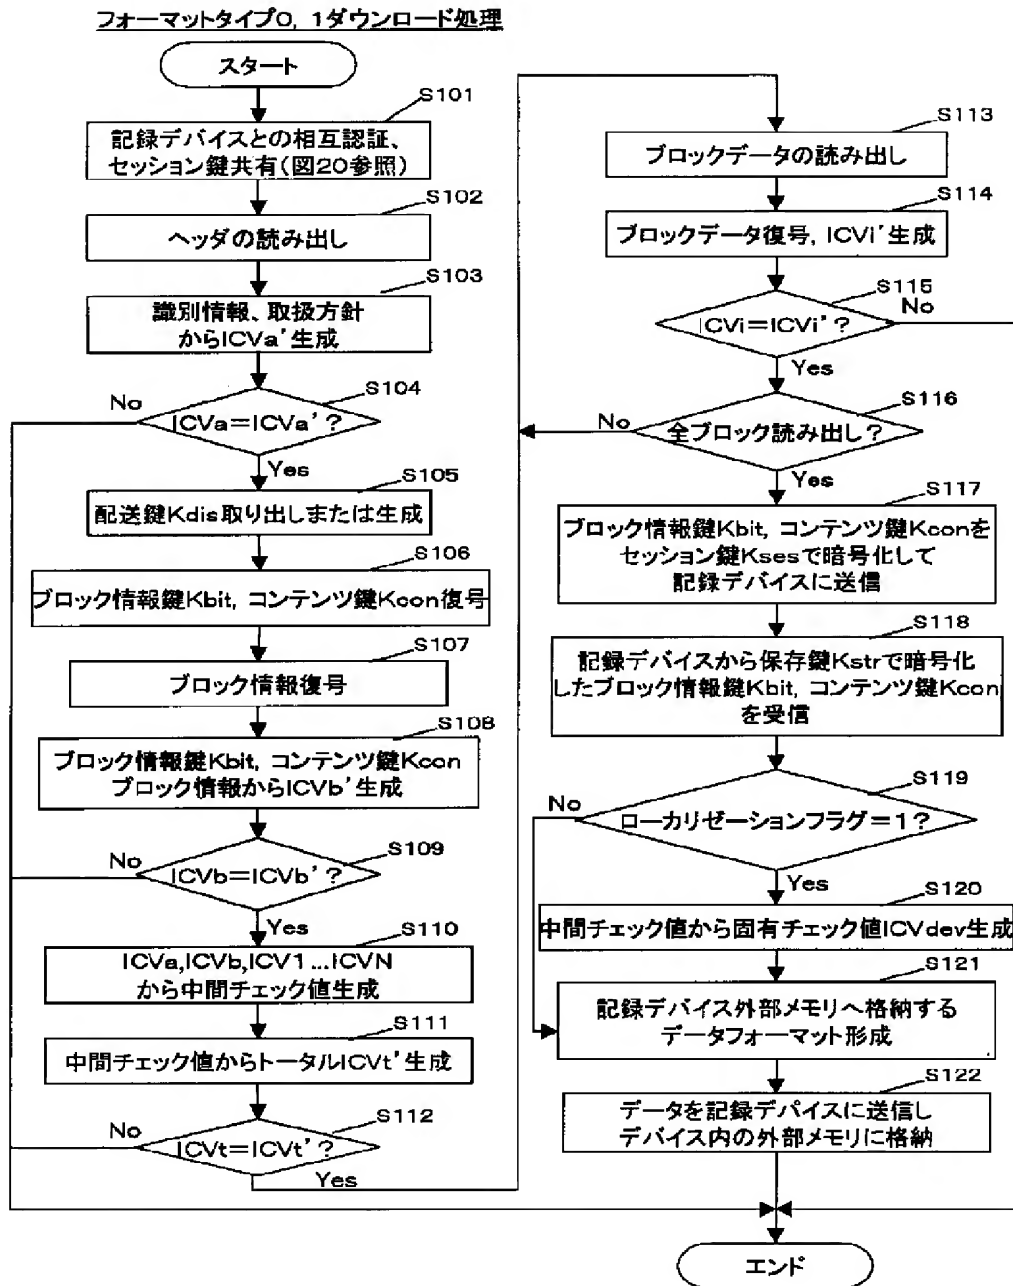 フォーマットタイプ0, 1ダウンロード処理
スタート
S101
記録デバイスとの相互認証、
セッション鍵共有(図20参照)
S102
ヘッダの読み出し
S103
識別情報、取扱方針
からICVa'生成
S104
No
ICVa=ICVa'?
Yes
S105
配送鍵Kdis取り出しまたは生成
S106
ブロック情報鍵Kbit, コンテンツ鍵Kcon復号
S107
ブロック情報復号
S108
ブロック情報鍵Kbit, コンテンツ鍵Kcon
ブロック情報からICVb'生成
S109
No
ICVb=ICVb'?
Yes
S110
ICVa,ICVb,ICV1...ICVN
から中間チェック値生成
S111
中間チェック値からトータルICVt'生成
S112
No
ICVt=ICVt'?
Yes
S113
ブロックデータの読み出し
S114
ブロックデータ復号, ICVi'生成
S115
No
ICVi=ICVi'?
Yes
S116
No
全ブロック読み出し?
Yes
S117
ブロック情報鍵Kbit, コンテンツ鍵Kconを
セッション鍵Ksesで暗号化して
記録デバイスに送信
S118
記録デバイスから保存鍵Kstrで暗号化
したブロック情報鍵Kbit, コンテンツ鍵Kcon
を受信
S119
No
ローカリゼーションフラグ=1?
Yes
S120
中間チェック値から固有チェック値ICVdev生成
S121
記録デバイス外部メモリへ格納する
データフォーマット形成
S122
データを記録デバイスに送信し
デバイス内の外部メモリに格納
エンド